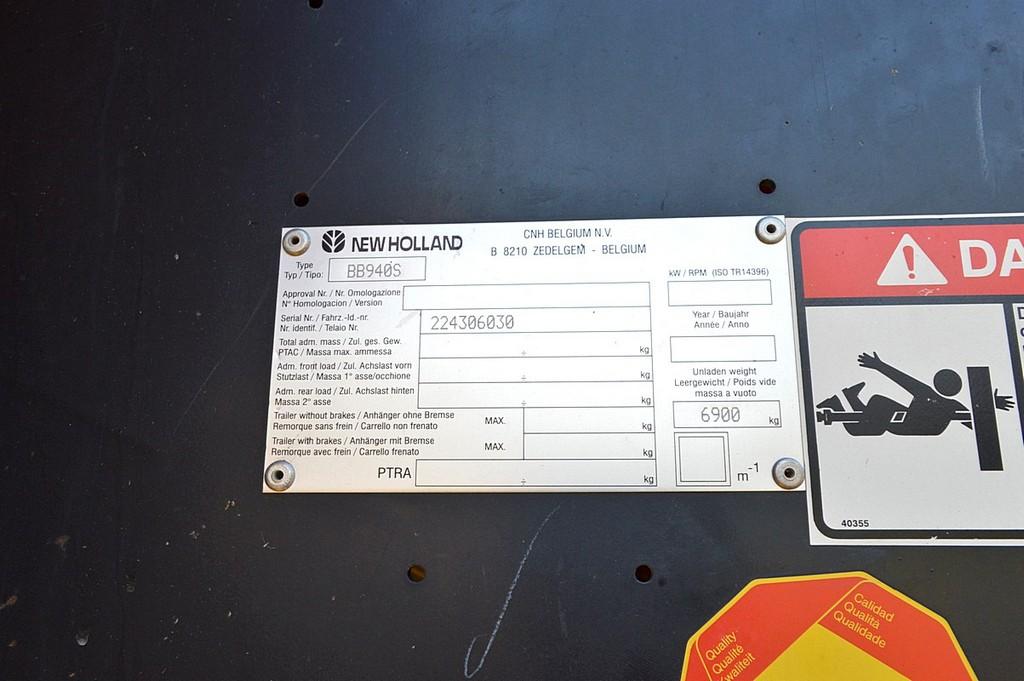 NEW HOLLAND
CNH BELGIUM N.V.
B 8210 ZEDELGEM - BELGIUM
Type
Typ / Tipo:
BB940S
Approval Nr. / Nr. Omologazione
N° Homologacion / Version
Serial Nr. / Fahrz.-Id.-nr.
Nr. identif. / Telaio Nr.
224306030
Total adm. mass / Zul. ges. Gew.
PTAC / Massa max. ammessa
÷ kg
Adm. front load / Zul. Achslast vorn
Stutzlast / Massa 1° asse/occhione
÷ kg
Adm. rear load / Zul. Achslast hinten
Massa 2° asse
÷ kg
Trailer without brakes / Anhänger ohne Bremse
Remorque sans frein / Carrello non frenato
MAX. kg
Trailer with brakes / Anhänger mit Bremse
Remorque avec frein / Carrello frenato
MAX. kg
PTRA ÷ kg
kW / RPM (ISO TR14396)
Year / Baujahr
Année / Anno
Unladen weight
Leergewicht / Poids vide
massa a vuoto
6900 kg
m-1
DA
40355
Quality
Qualité
Kwaliteit
Calidad
Qualità
Qualidade